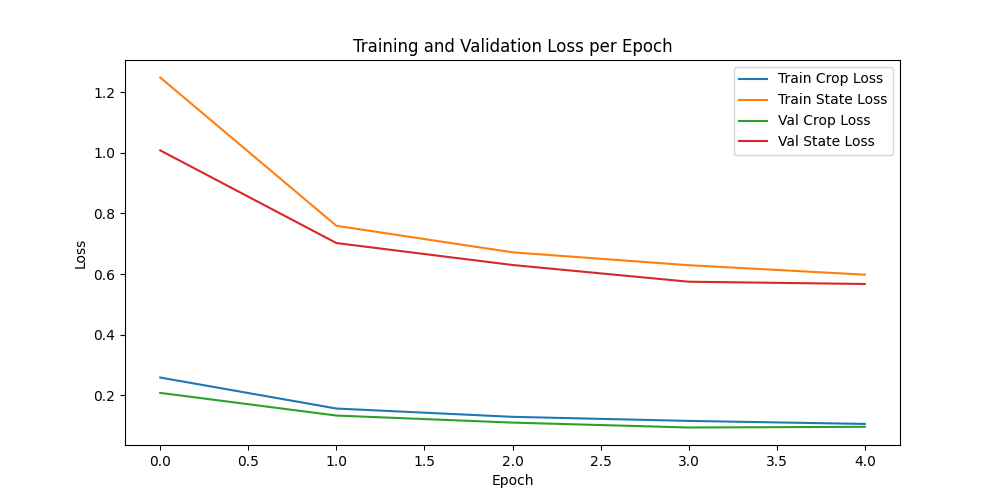 Training and Validation Loss per Epoch
Train Crop Loss
Train State Loss
Val Crop Loss
Val State Loss
Loss
1.2
1.0
0.8
0.6
0.4
0.2
0.0 0.5 1.0 1.5 2.0 2.5 3.0 3.5 4.0
Epoch